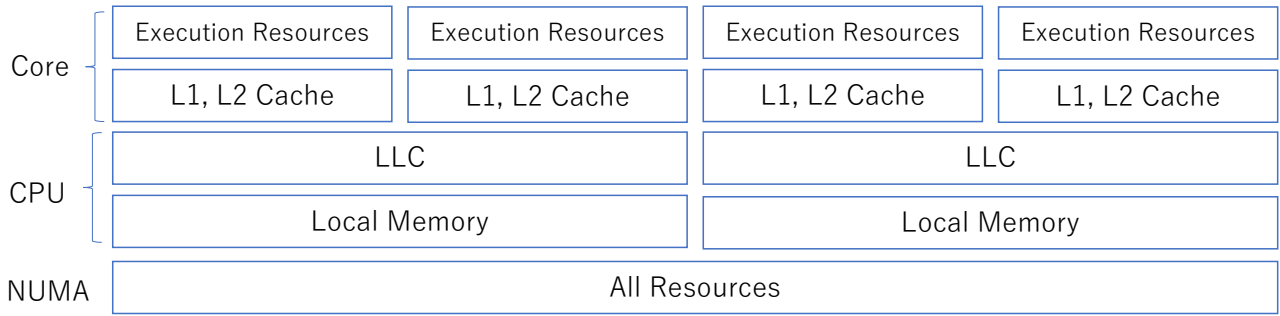 Core
Execution Resources
Execution Resources
Execution Resources
Execution Resources
L1, L2 Cache
L1, L2 Cache
L1, L2 Cache
L1, L2 Cache
CPU
LLC
LLC
Local Memory
Local Memory
NUMA
All Resources